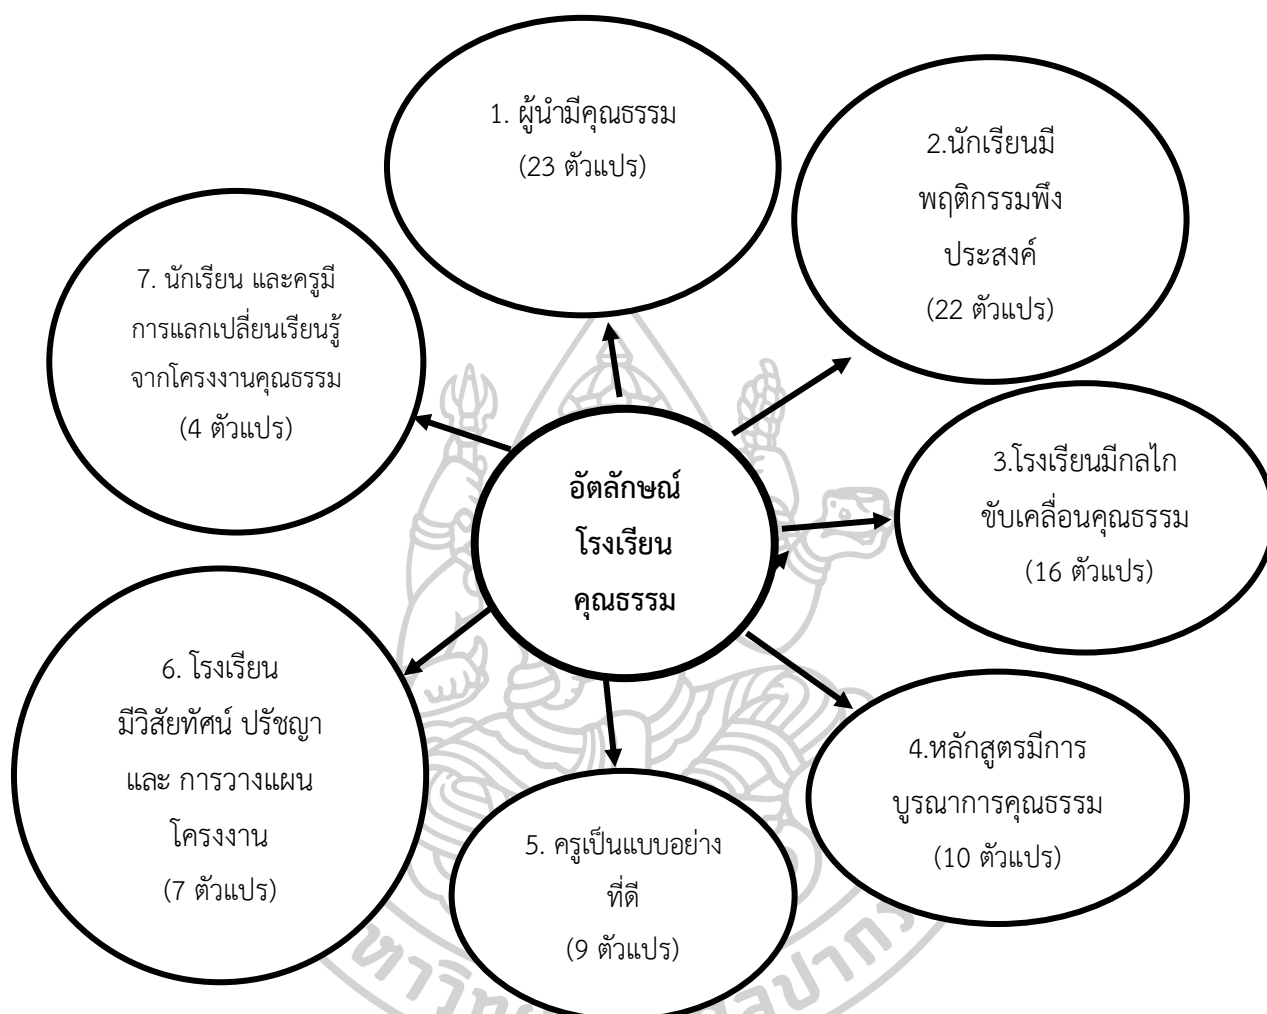 1. ผู้นำมีคุณธรรม
(23 ตัวแปร)
2.นักเรียนมี
พฤติกรรมพึง
ประสงค์
(22 ตัวแปร)
3.โรงเรียนมีกลไก
ขับเคลื่อนคุณธรรม
(16 ตัวแปร)
4.หลักสูตรมีการ
บูรณาการคุณธรรม
(10 ตัวแปร)
5. ครูเป็นแบบอย่าง
ที่ดี
(9 ตัวแปร)
6. โรงเรียน
มีวิสัยทัศน์ ปรัชญา
และ การวางแผน
โครงงาน
(7 ตัวแปร)
7. นักเรียน และครูมี
การแลกเปลี่ยนเรียนรู้
จากโครงงานคุณธรรม
(4 ตัวแปร)
อัตลักษณ์
โรงเรียน
คุณธรรม